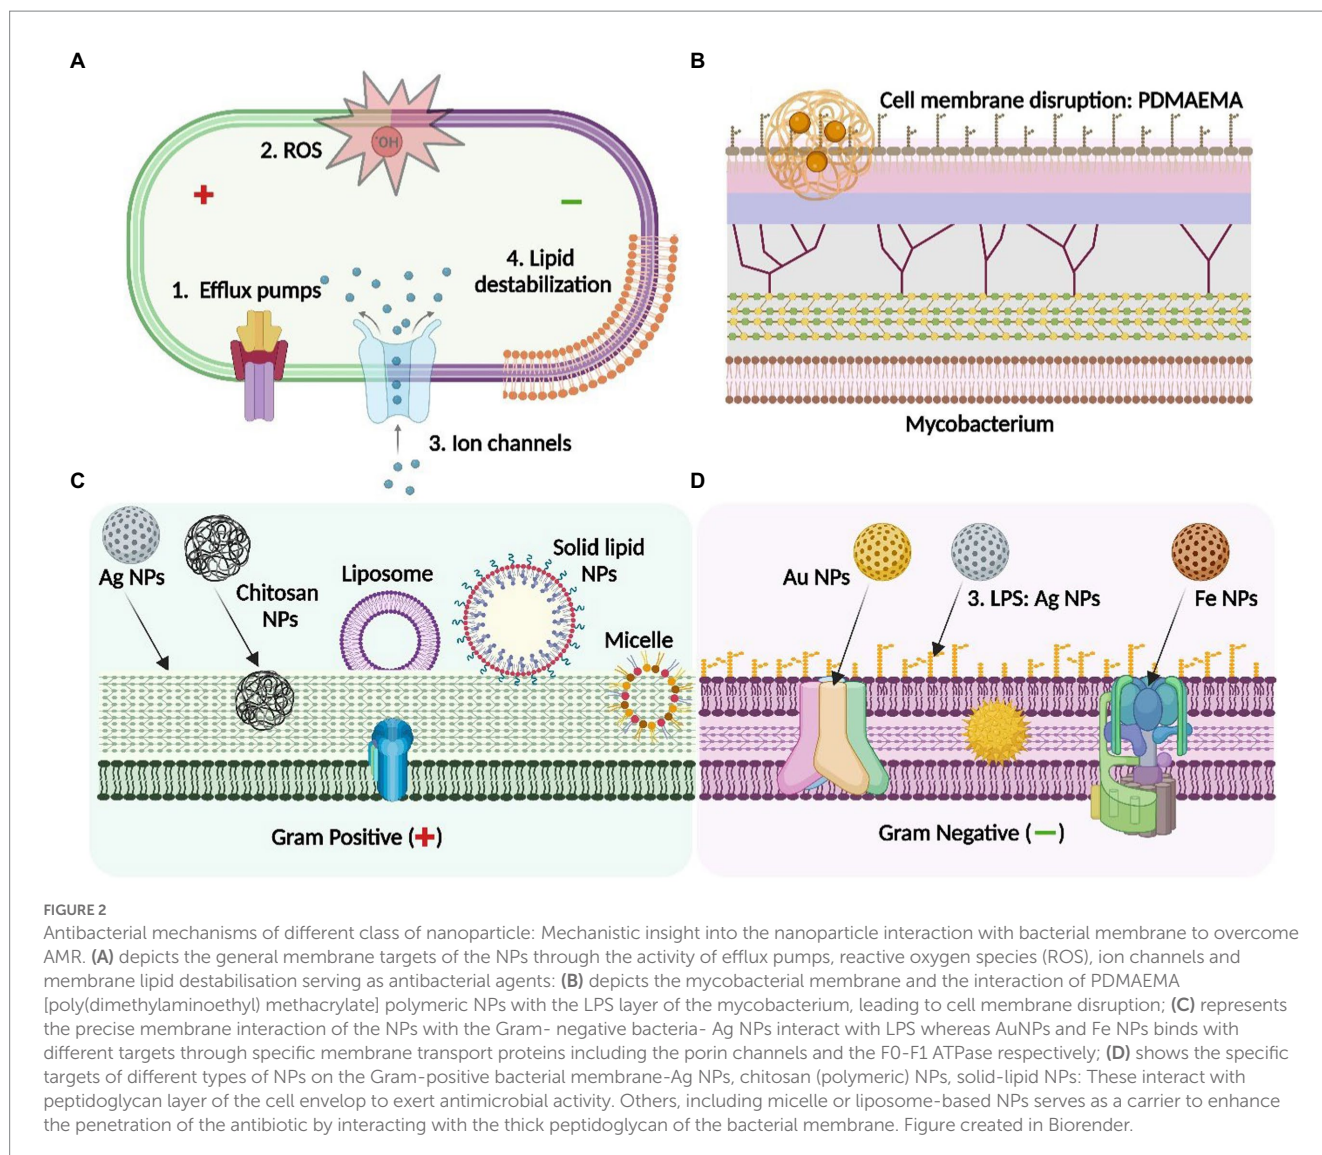 A
2. ROS
·OH
+
−
1. Efflux pumps
4. Lipid
destabilization
3. Ion channels
B
Cell membrane disruption: PDMAEMA
Mycobacterium
C
Ag NPs
Chitosan
NPs
Liposome
Solid lipid
NPs
Micelle
Gram Positive (+)
D
Au NPs
3. LPS: Ag NPs
Fe NPs
Gram Negative (−)
FIGURE 2
Antibacterial mechanisms of different class of nanoparticle: Mechanistic insight into the nanoparticle interaction with bacterial membrane to overcome
AMR. (A) depicts the general membrane targets of the NPs through the activity of efflux pumps, reactive oxygen species (ROS), ion channels and
membrane lipid destabilisation serving as antibacterial agents: (B) depicts the mycobacterial membrane and the interaction of PDMAEMA
[poly(dimethylaminoethyl) methacrylate] polymeric NPs with the LPS layer of the mycobacterium, leading to cell membrane disruption; (C) represents
the precise membrane interaction of the NPs with the Gram- negative bacteria- Ag NPs interact with LPS whereas AuNPs and Fe NPs binds with
different targets through specific membrane transport proteins including the porin channels and the F0-F1 ATPase respectively; (D) shows the specific
targets of different types of NPs on the Gram-positive bacterial membrane-Ag NPs, chitosan (polymeric) NPs, solid-lipid NPs: These interact with
peptidoglycan layer of the cell envelop to exert antimicrobial activity. Others, including micelle or liposome-based NPs serves as a carrier to enhance
the penetration of the antibiotic by interacting with the thick peptidoglycan of the bacterial membrane. Figure created in Biorender.